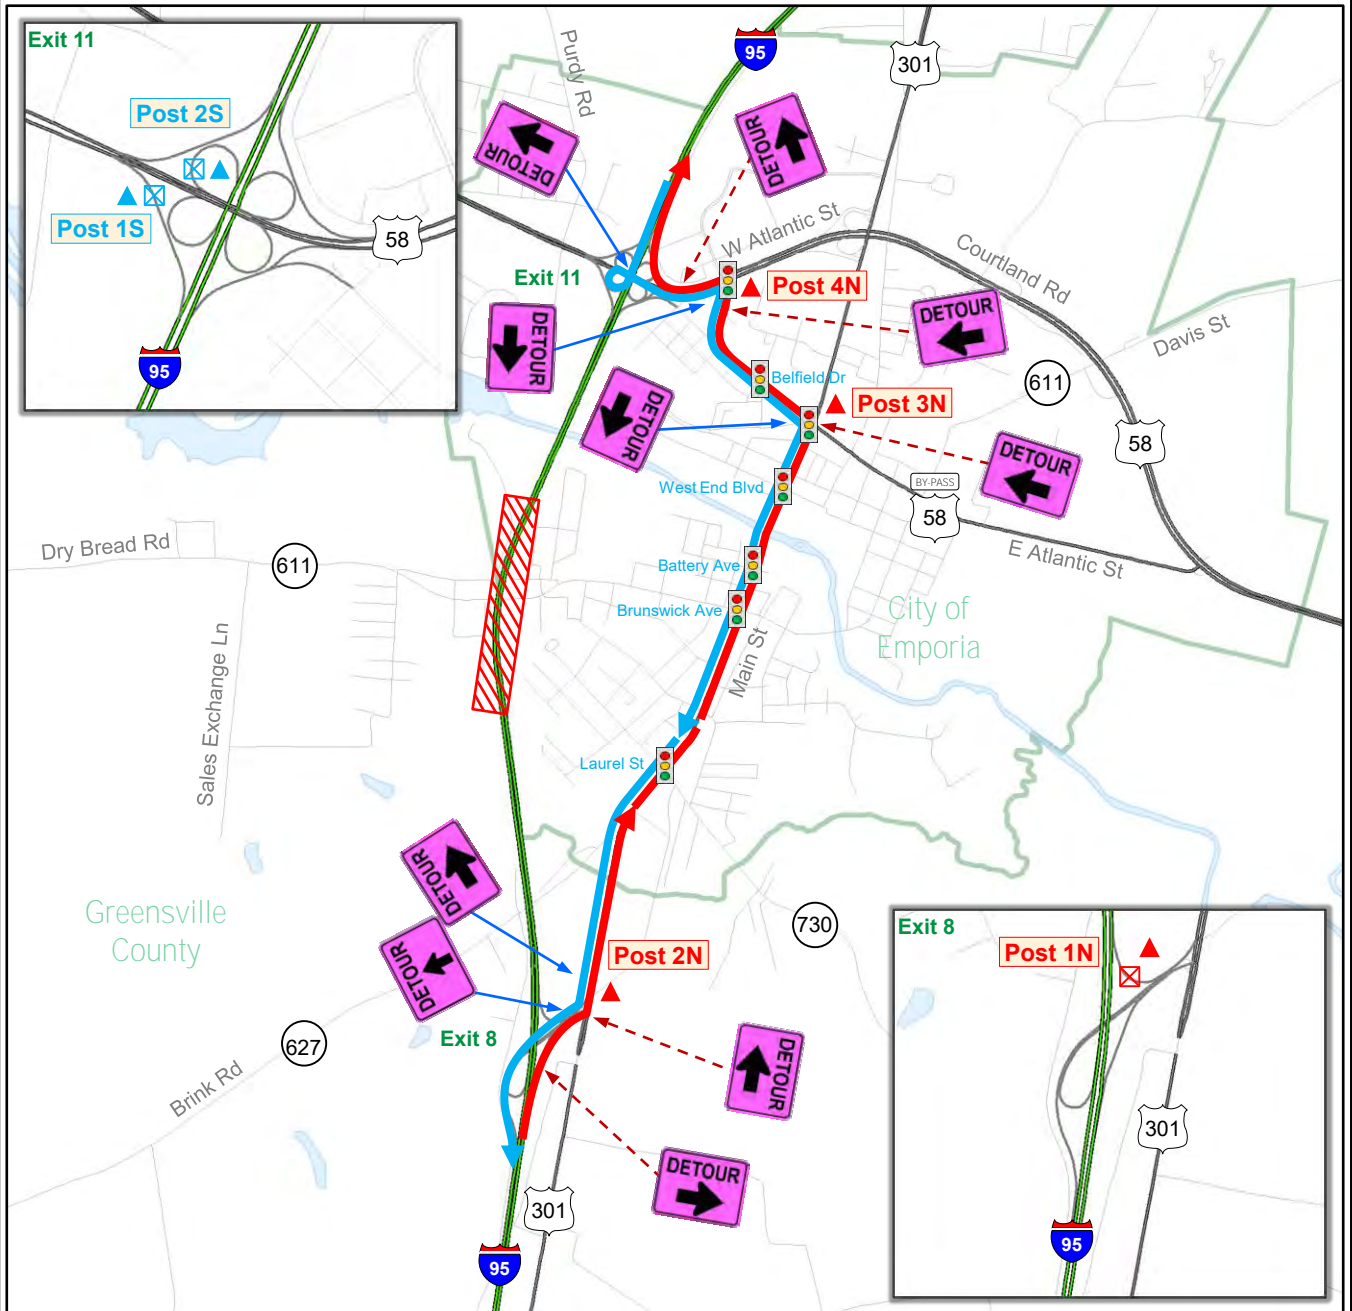 Exit 11
Post 2S
Post 1S
58
95
Purdy Rd
95
301
DETOUR
DETOUR
W Atlantic St
Courtland Rd
Exit 11
Post 4N
DETOUR
DETOUR
Davis St
611
Belfield Dr
Post 3N
DETOUR
58
DETOUR
West End Blvd
BY-PASS
58
E Atlantic St
Dry Bread Rd
611
Battery Ave
Brunswick Ave
City of
Emporia
Sales Exchange Ln
Main St
Laurel St
DETOUR
DETOUR
Greensville
County
730
Post 2N
627
Exit 8
Brink Rd
DETOUR
DETOUR
301
95
Exit 8
Post 1N
301
95